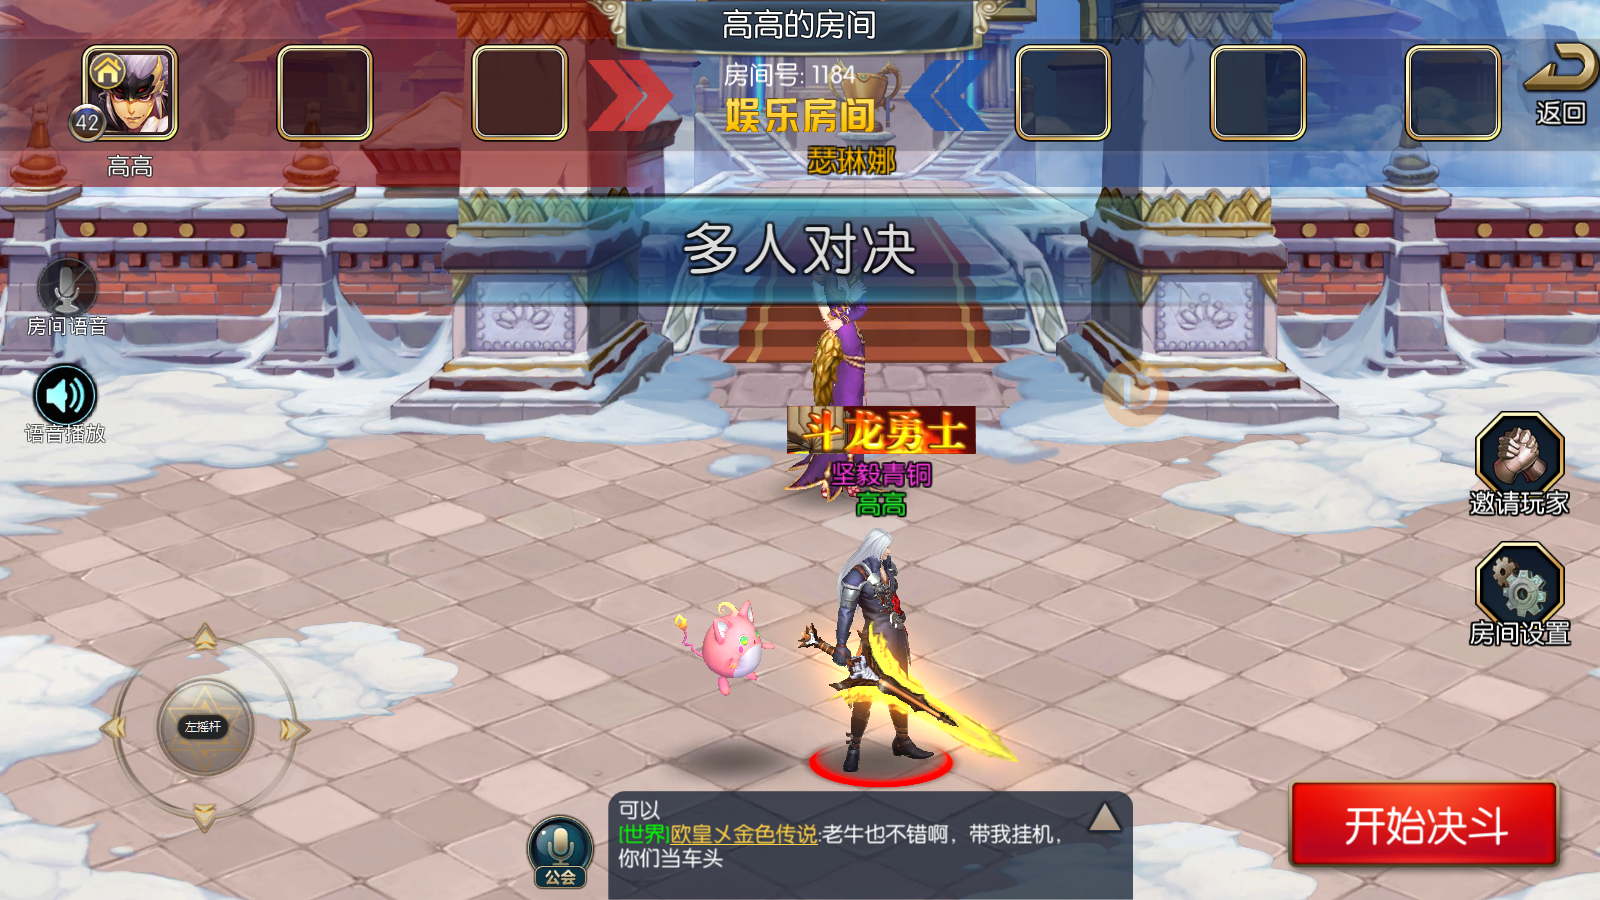 高高的房间
房间号: 1184
娱乐房间
42
高高
返回
瑟琳娜
多人对决
房间语音
语音播放
斗龙勇士
坚毅青铜
高高
邀请玩家
房间设置
左摇杆
可以
[世界]欧皇乄金色传说:老牛也不错啊，带我挂机，
你们当车头
公会
开始决斗